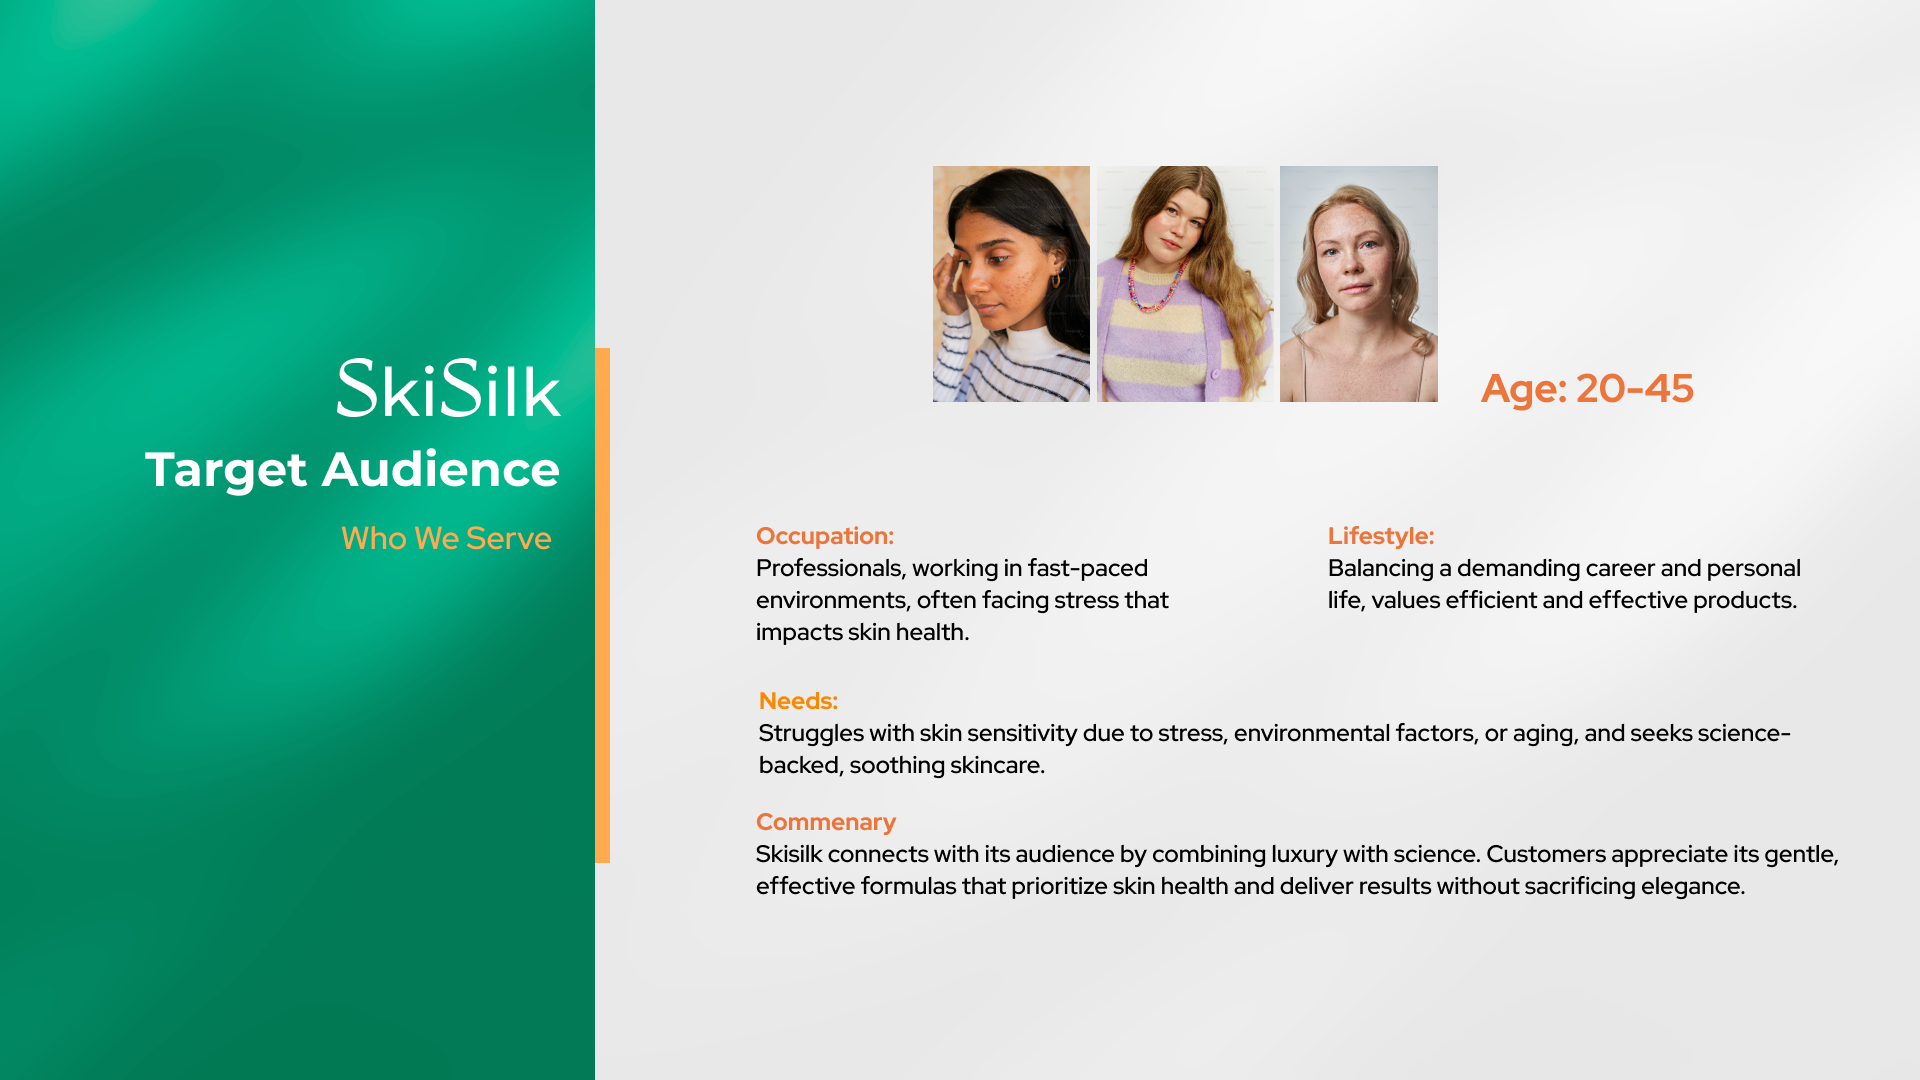 SkiSilk
Target Audience
Who We Serve
Age: 20-45
Occupation:
Professionals, working in fast-paced
environments, often facing stress that
impacts skin health.
Lifestyle:
Balancing a demanding career and personal
life, values efficient and effective products.
Needs:
Struggles with skin sensitivity due to stress, environmental factors, or aging, and seeks science-
backed, soothing skincare.
Commenary
Skisilk connects with its audience by combining luxury with science. Customers appreciate its gentle,
effective formulas that prioritize skin health and deliver results without sacrificing elegance.